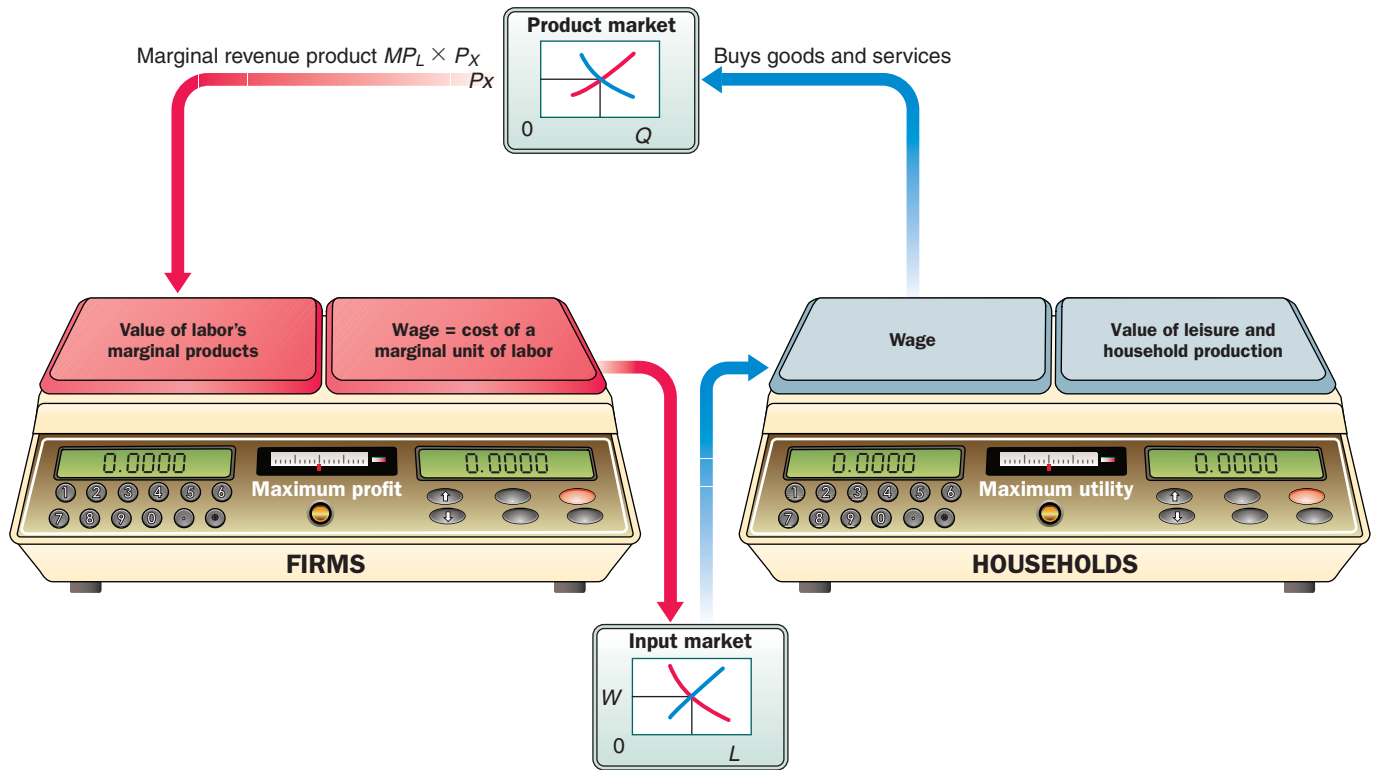 Product market
Marginal revenue product MPL × PX
Buys goods and services
Px
0
Q
Value of labor's
marginal products
Wage = cost of a
marginal unit of labor
Wage
Value of leisure and
household production
0.0000
0.0000
0.0000
0.0000
1 2 3 4 5 6
Maximum profit
1 2 3 4 5 6
Maximum utility
7 8 9 0 ·
7 8 9 0 ·
FIRMS
HOUSEHOLDS
Input market
W
0
L